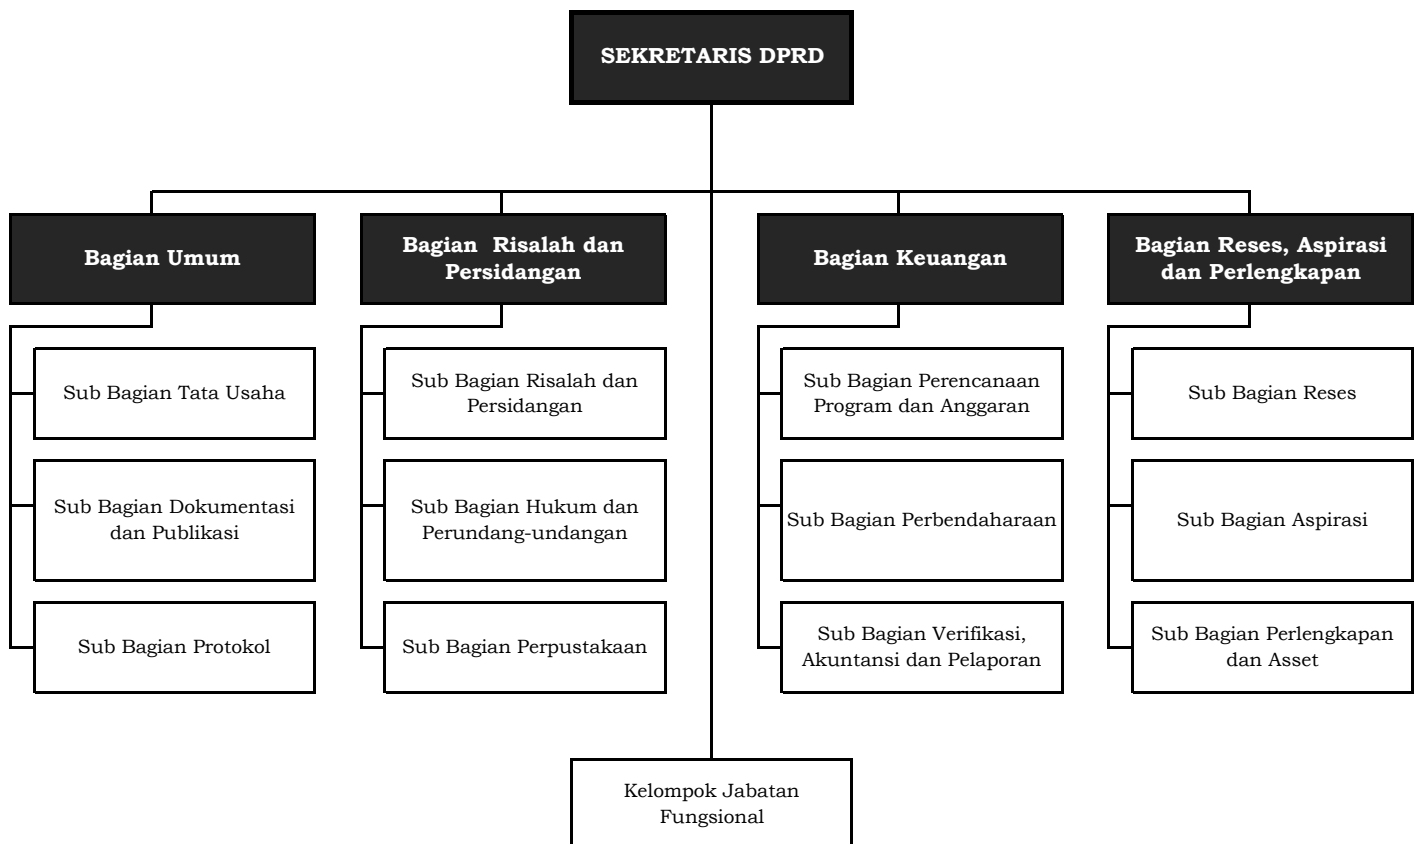 SEKRETARIS DPRD
Bagian Umum
Bagian Risalah dan
Persidangan
Bagian Keuangan
Bagian Reses, Aspirasi
dan Perlengkapan
Sub Bagian Tata Usaha
Sub Bagian Dokumentasi
dan Publikasi
Sub Bagian Protokol
Sub Bagian Risalah dan
Persidangan
Sub Bagian Hukum dan
Perundang-undangan
Sub Bagian Perpustakaan
Sub Bagian Perencanaan
Program dan Anggaran
Sub Bagian Perbendaharaan
Sub Bagian Verifikasi,
Akuntansi dan Pelaporan
Sub Bagian Reses
Sub Bagian Aspirasi
Sub Bagian Perlengkapan
dan Asset
Kelompok Jabatan
Fungsional